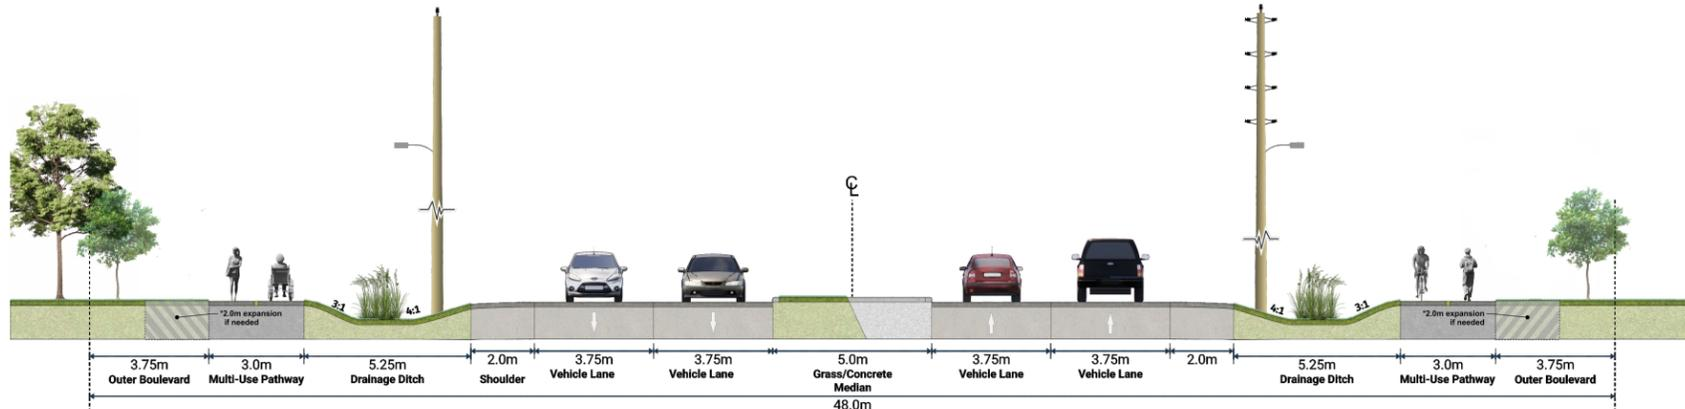 ℄
3:1
4:1
4:1
3:1
*2.0m expansion
if needed
*2.0m expansion
if needed
3.75m
Outer Boulevard
3.0m
Multi-Use Pathway
5.25m
Drainage Ditch
2.0m
Shoulder
3.75m
Vehicle Lane
3.75m
Vehicle Lane
5.0m
Grass/Concrete
Median
3.75m
Vehicle Lane
3.75m
Vehicle Lane
2.0m
5.25m
Drainage Ditch
3.0m
Multi-Use Pathway
3.75m
Outer Boulevard
48.0m